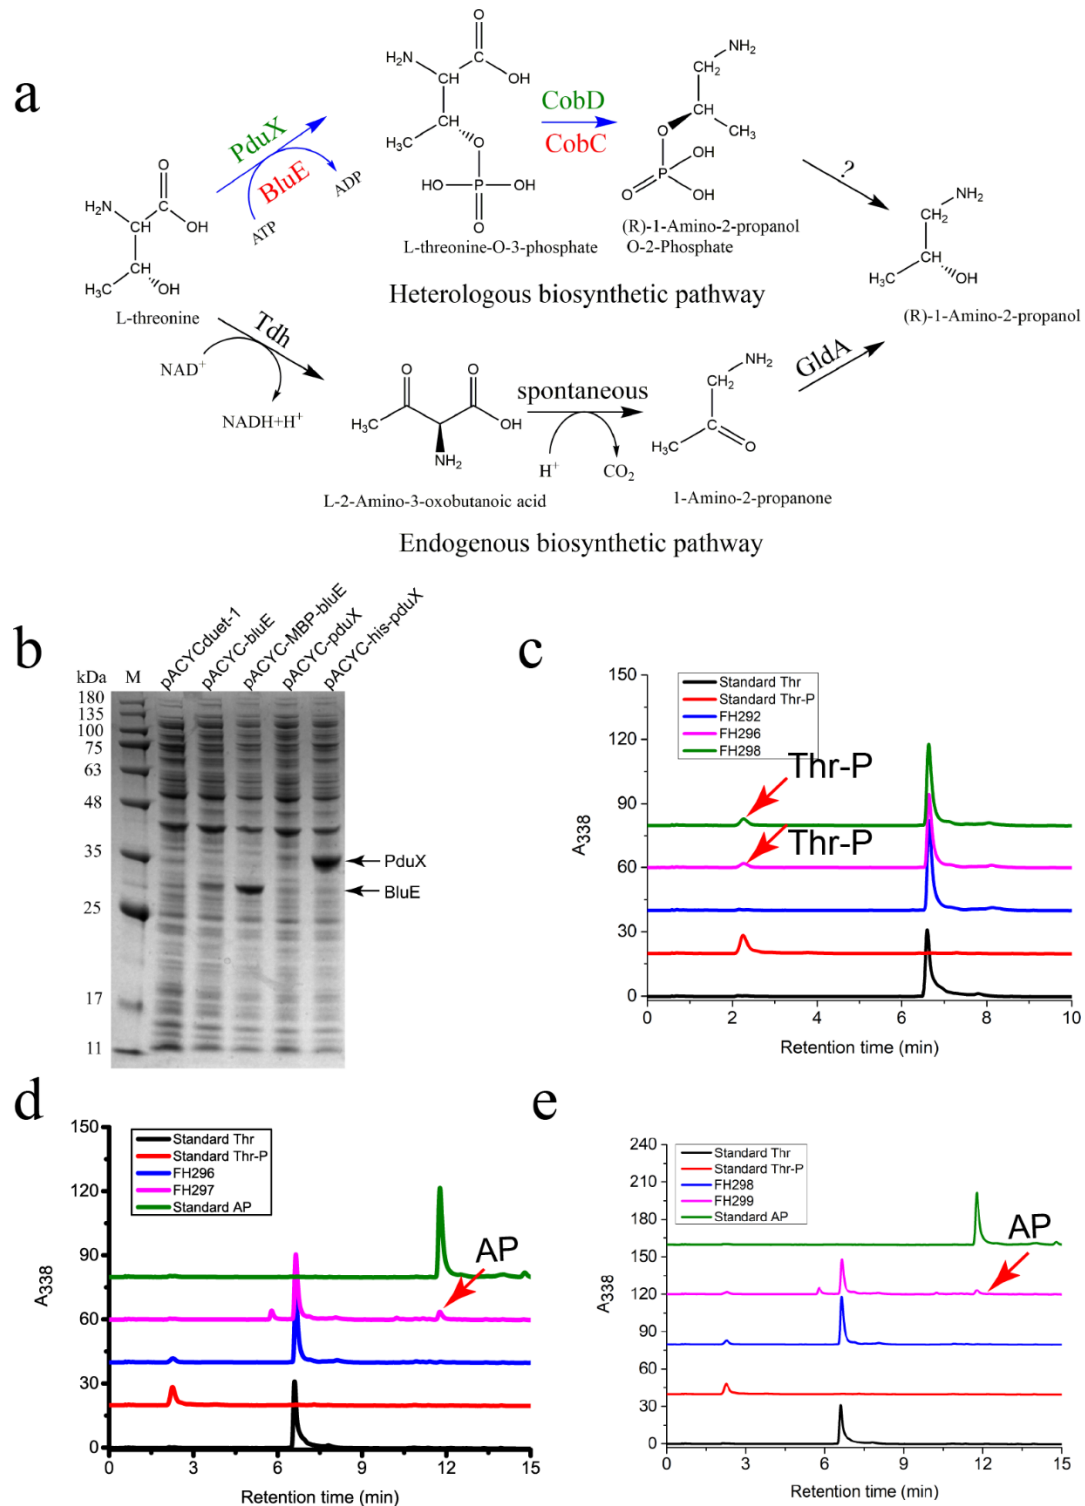 a
H₂N
CH
C
O
OH
H₃C
CH
OH
L-threonine
PduX
BluE
ATP
ADP
H₂N
CH
C
O
OH
H₃C
CH
O
HO
P
OH
O
L-threonine-O-3-phosphate
CobD
CobC
NH₂
CH₂
CH
CH₃
O
P
OH
O
OH
(R)-1-Amino-2-propanol
O-2-Phosphate
?
NH₂
CH₂
C
H₃C
OH
(R)-1-Amino-2-propanol
Heterologous biosynthetic pathway
Tdh
NAD⁺
NADH+H⁺
O
O
H₃C
OH
NH₂
L-2-Amino-3-oxobutanoic acid
spontaneous
H⁺
CO₂
NH₂
CH₂
C
H₃C
O
1-Amino-2-propanone
GldA
Endogenous biosynthetic pathway
b
kDa
M
pACYCduet-1
pACYC-bluE
pACYC-MBP-bluE
pACYC-pduX
pACYC-his-pduX
180
135
100
75
63
48
35
25
17
11
PduX
BluE
c
150
120
90
60
30
0
A338
Standard Thr
Standard Thr-P
FH292
FH296
FH298
Thr-P
Thr-P
0 2 4 6 8 10
Retention time (min)
d
150
120
90
60
30
0
A338
Standard Thr
Standard Thr-P
FH296
FH297
Standard AP
AP
0 3 6 9 12 15
Retention time (min)
e
240
210
180
150
120
90
60
30
0
A338
Standard Thr
Standard Thr-P
FH298
FH299
Standard AP
AP
0 3 6 9 12 15
Retention time (min)